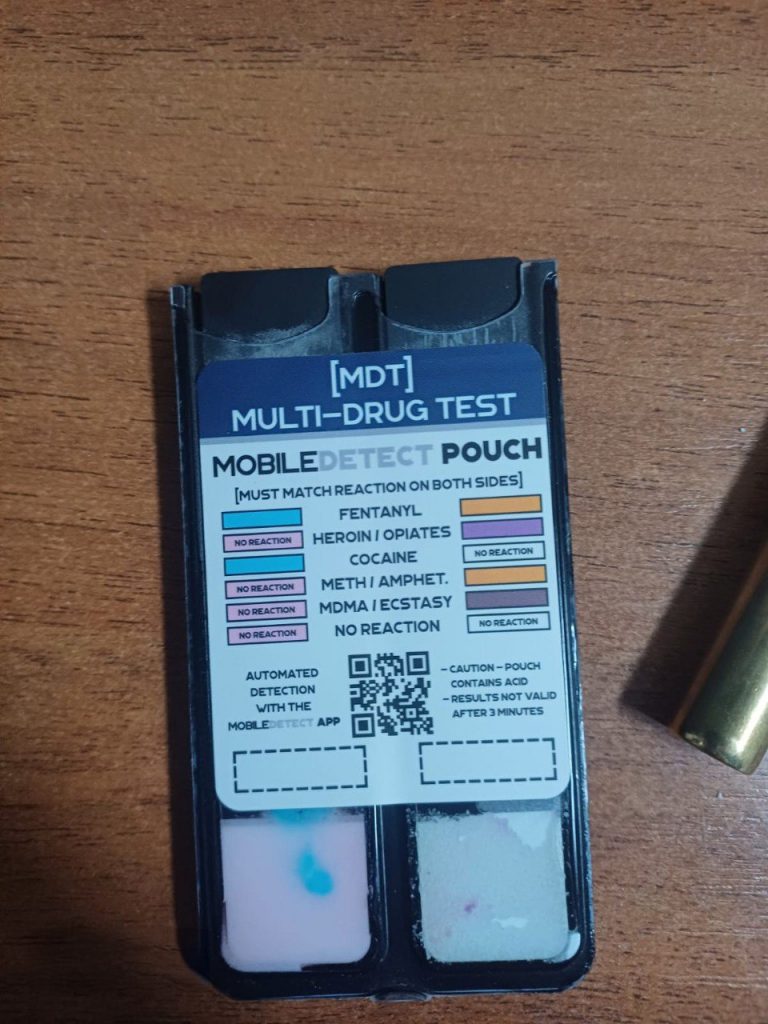 [MDT]
MULTI-DRUG TEST
MOBILEDETECT POUCH
[MUST MATCH REACTION ON BOTH SIDES]
FENTANYL
NO REACTION HEROIN / OPIATES
COCAINE NO REACTION
NO REACTION METH / AMPHET.
NO REACTION MDMA / ECSTASY
NO REACTION NO REACTION NO REACTION
AUTOMATED
DETECTION
WITH THE
MOBILEDETECT APP
- CAUTION - POUCH
CONTAINS ACID
- RESULTS NOT VALID
AFTER 3 MINUTES